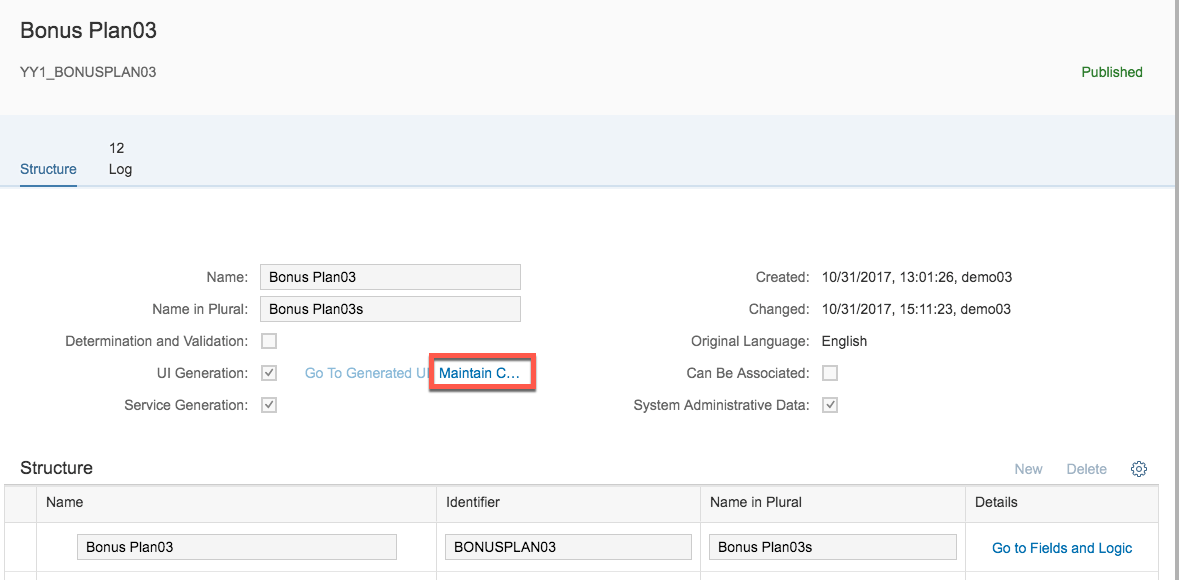 Bonus Plan03
YY1_BONUSPLAN03
Published
12
Structure Log
Name: Bonus Plan03 Created: 10/31/2017, 13:01:26, demo03
Name in Plural: Bonus Plan03s Changed: 10/31/2017, 15:11:23, demo03
Determination and Validation: Original Language: English
UI Generation: Go To Generated UI Maintain C... Can Be Associated:
Service Generation: System Administrative Data:
Structure New Delete
Name Identifier Name in Plural Details
Bonus Plan03 BONUSPLAN03 Bonus Plan03s Go to Fields and Logic